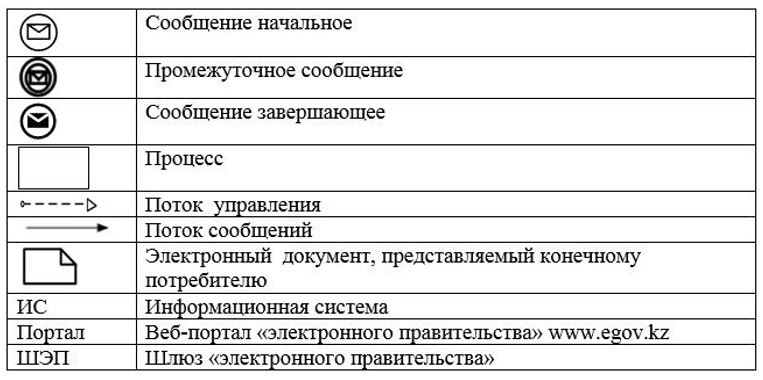 Сообщение начальное
Промежуточное сообщение
Сообщение завершающее
Процесс
Поток управления
Поток сообщений
Электронный документ, представляемый конечному
потребителю
ИС Информационная система
Портал Веб-портал «электронного правительства» www.egov.kz
ШЭП Шлюз «электронного правительства»